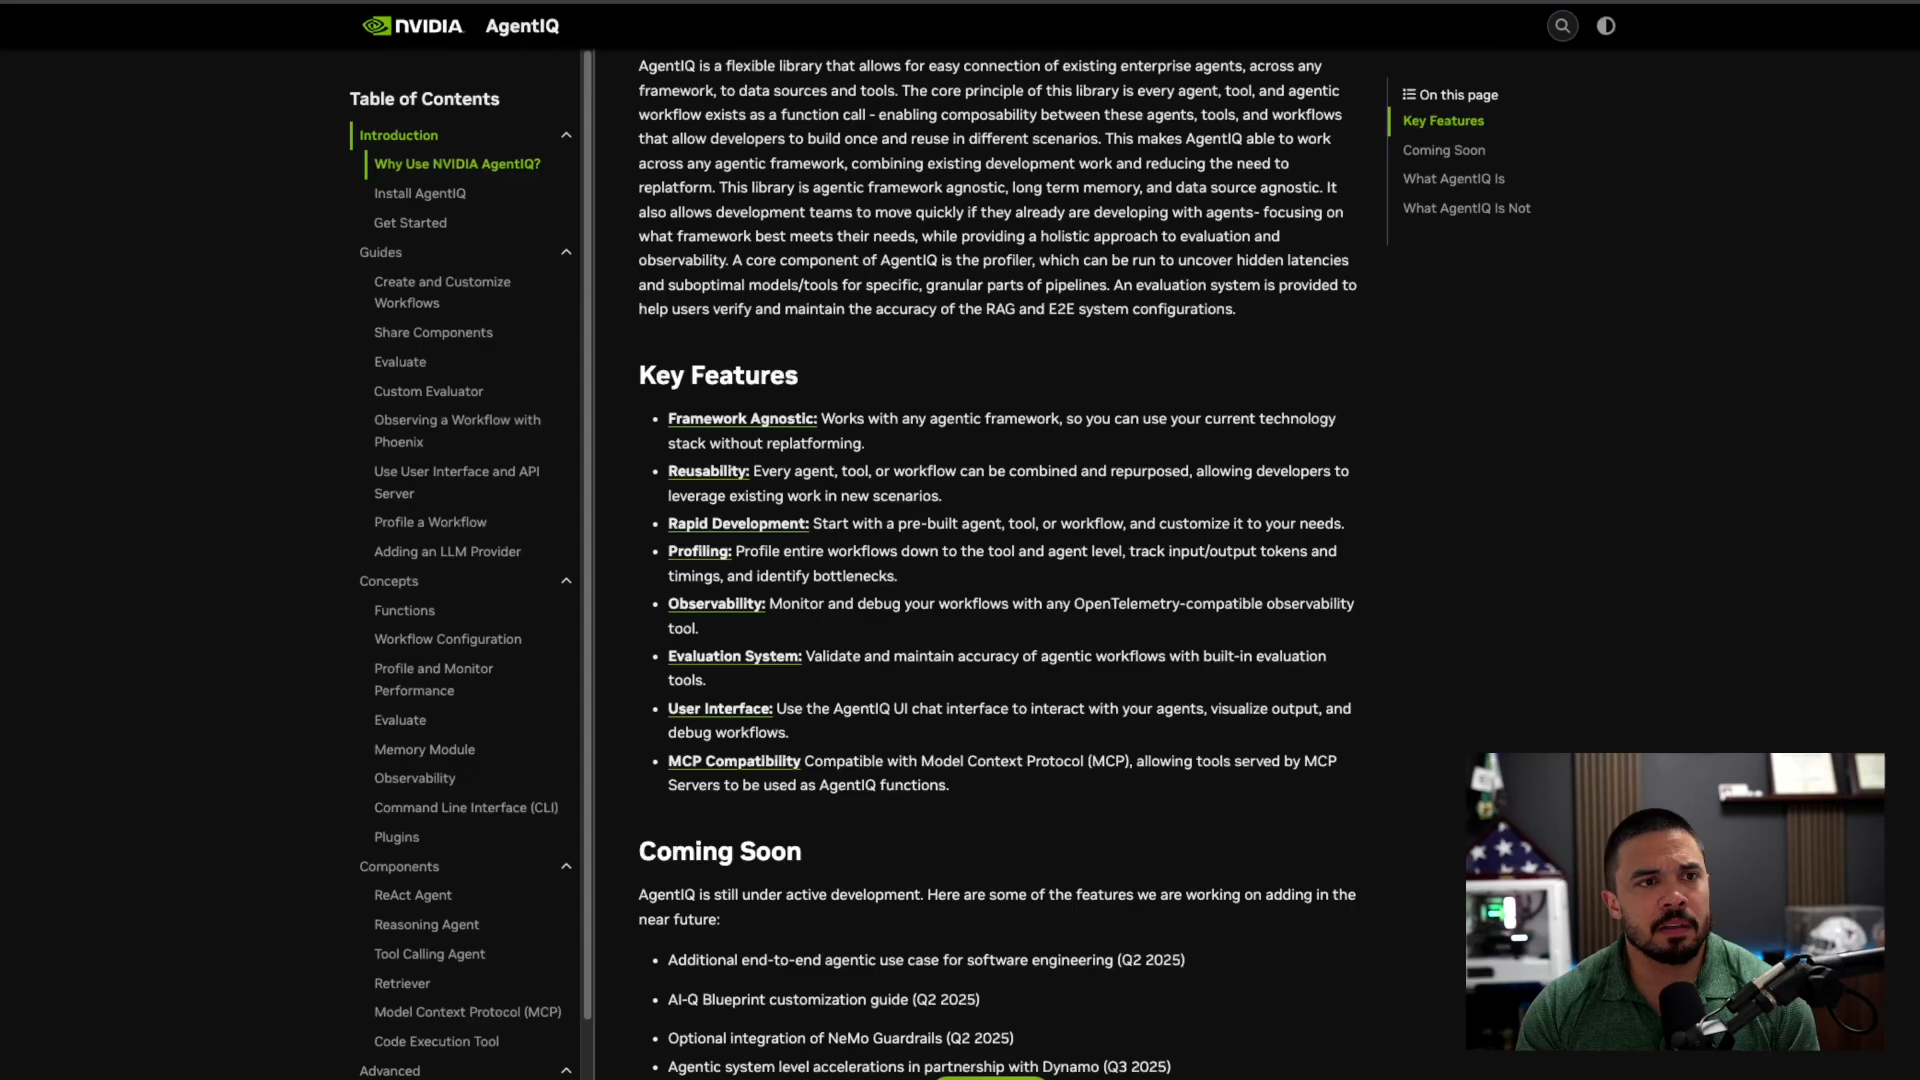 NVIDIA AgentIQ
Table of Contents
Introduction
Why Use NVIDIA AgentIQ?
Install AgentIQ
Get Started
Guides
Create and Customize
Workflows
Share Components
Evaluate
Custom Evaluator
Observing a Workflow with
Phoenix
Use User Interface and API
Server
Profile a Workflow
Adding an LLM Provider
Concepts
Functions
Workflow Configuration
Profile and Monitor
Performance
Evaluate
Memory Module
Observability
Command Line Interface (CLI)
Plugins
Components
ReAct Agent
Reasoning Agent
Tool Calling Agent
Retriever
Model Context Protocol (MCP)
Code Execution Tool
Advanced
AgentIQ is a flexible library that allows for easy connection of existing enterprise agents, across any
framework, to data sources and tools. The core principle of this library is every agent, tool, and agentic
workflow exists as a function call - enabling composability between these agents, tools, and workflows
that allow developers to build once and reuse in different scenarios. This makes AgentIQ able to work
across any agentic framework, combining existing development work and reducing the need to
replatform. This library is agentic framework agnostic, long term memory, and data source agnostic. It
also allows development teams to move quickly if they already are developing with agents- focusing on
what framework best meets their needs, while providing a holistic approach to evaluation and
observability. A core component of AgentIQ is the profiler, which can be run to uncover hidden latencies
and suboptimal models/tools for specific, granular parts of pipelines. An evaluation system is provided to
help users verify and maintain the accuracy of the RAG and E2E system configurations.
Key Features
• Framework Agnostic: Works with any agentic framework, so you can use your current technology
stack without replatforming.
• Reusability: Every agent, tool, or workflow can be combined and repurposed, allowing developers to
leverage existing work in new scenarios.
• Rapid Development: Start with a pre-built agent, tool, or workflow, and customize it to your needs.
• Profiling: Profile entire workflows down to the tool and agent level, track input/output tokens and
timings, and identify bottlenecks.
• Observability: Monitor and debug your workflows with any OpenTelemetry-compatible observability
tool.
• Evaluation System: Validate and maintain accuracy of agentic workflows with built-in evaluation
tools.
• User Interface: Use the AgentIQ UI chat interface to interact with your agents, visualize output, and
debug workflows.
• MCP Compatibility Compatible with Model Context Protocol (MCP), allowing tools served by MCP
Servers to be used as AgentIQ functions.
Coming Soon
AgentIQ is still under active development. Here are some of the features we are working on adding in the
near future:
• Additional end-to-end agentic use case for software engineering (Q2 2025)
• AI-Q Blueprint customization guide (Q2 2025)
• Optional integration of NeMo Guardrails (Q2 2025)
• Agentic system level accelerations in partnership with Dynamo (Q3 2025)
On this page
Key Features
Coming Soon
What AgentIQ Is
What AgentIQ Is Not